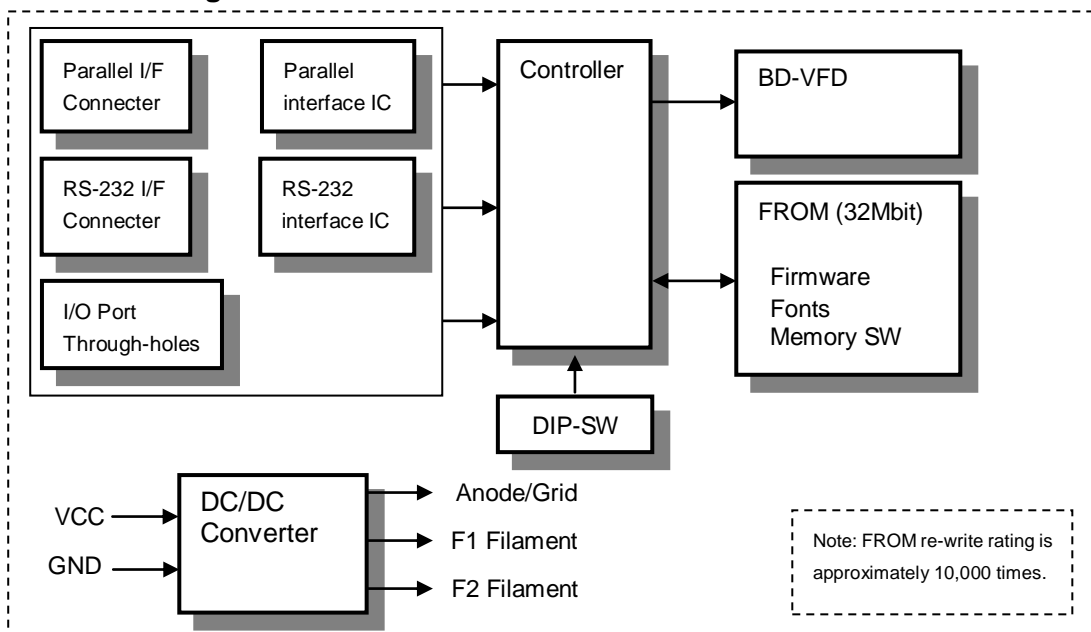 Parallel I/F
Connecter
Parallel
interface IC
RS-232 I/F
Connecter
RS-232
interface IC
I/O Port
Through-holes
Controller
BD-VFD
FROM (32Mbit)
Firmware
Fonts
Memory SW
DIP-SW
VCC
GND
DC/DC
Converter
Anode/Grid
F1 Filament
F2 Filament
Note: FROM re-write rating is
approximately 10,000 times.